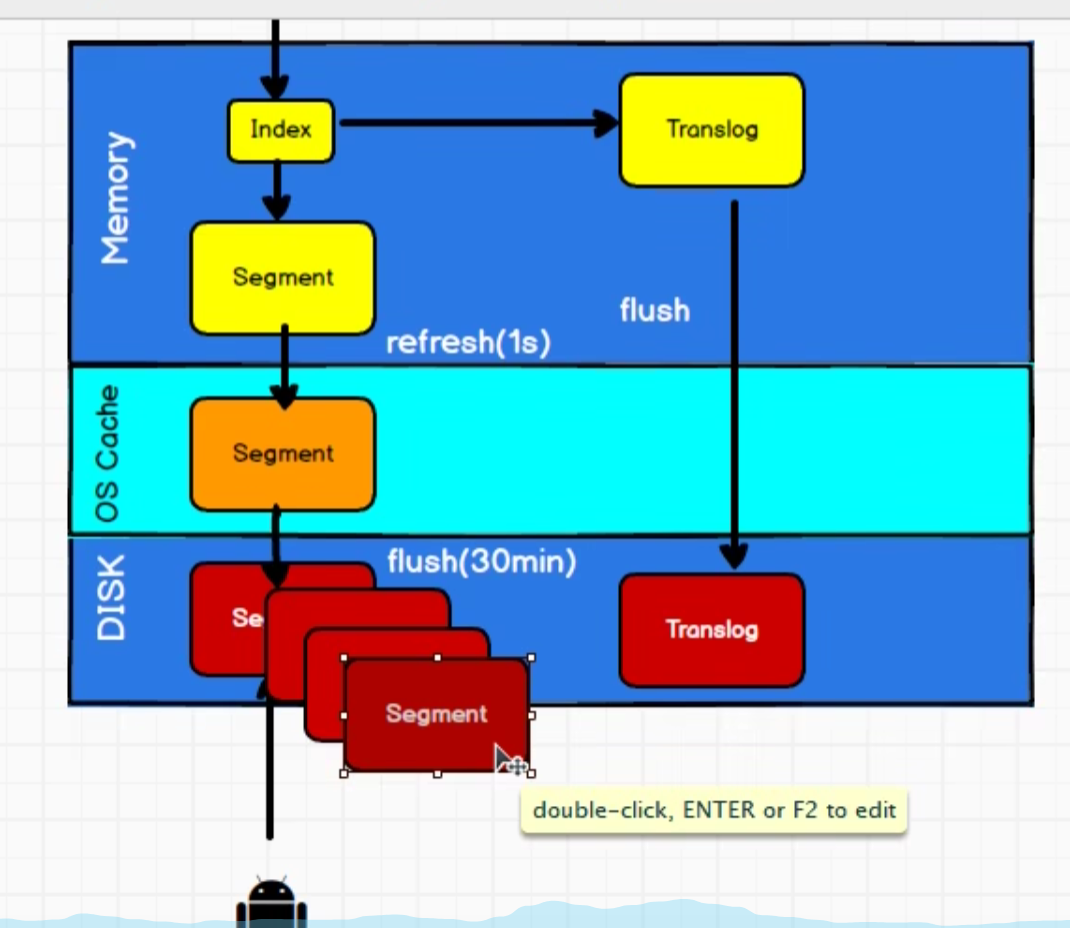 Memory
Index
Translog
Segment
flush
refresh(1s)
OS Cache
Segment
DISK
flush(30min)
Se
Translog
Segment
double-click, ENTER or F2 to edit